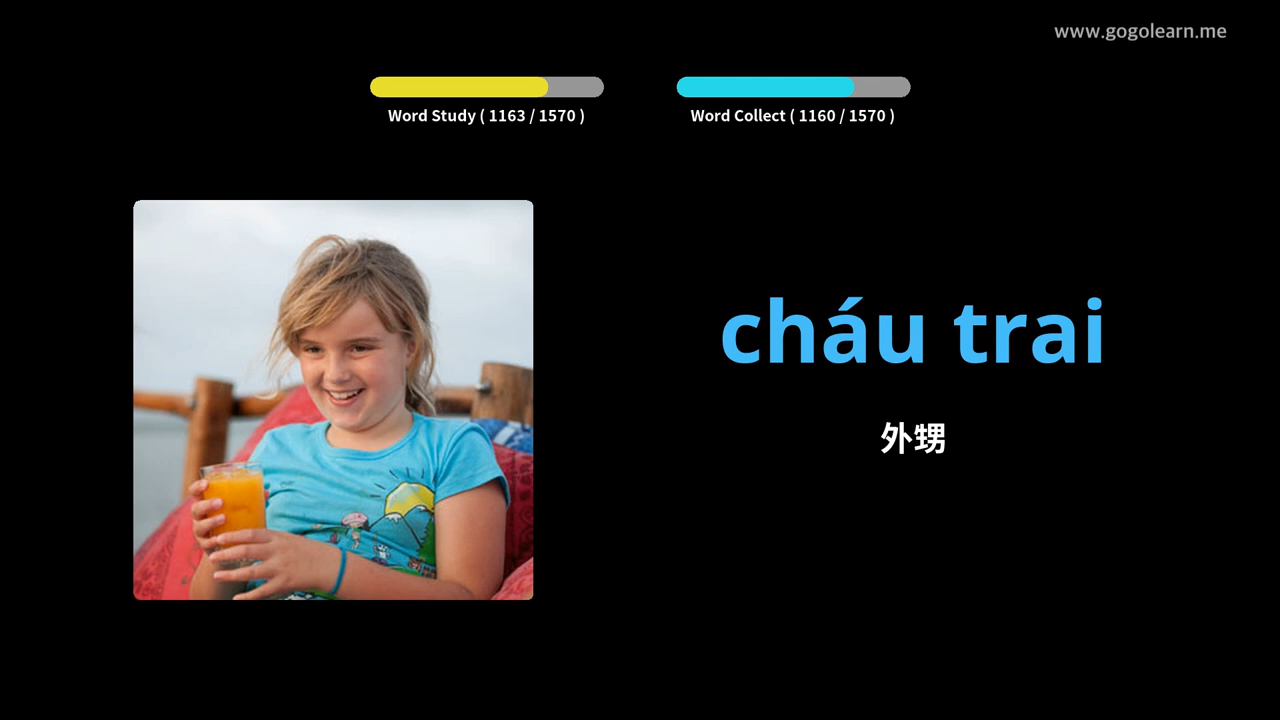 www.gogolearn.me
Word Study ( 1163 / 1570 )
Word Collect ( 1160 / 1570 )
cháu trai
外甥